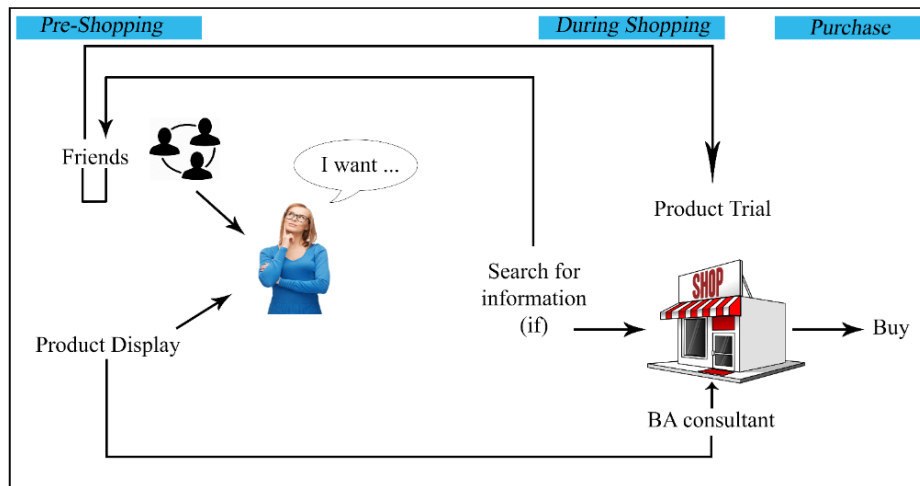 Pre-Shopping
During Shopping
Purchase
Friends
I want ...
Product Trial
Search for
information
(if)
SHOP
Product Display
Buy
BA consultant